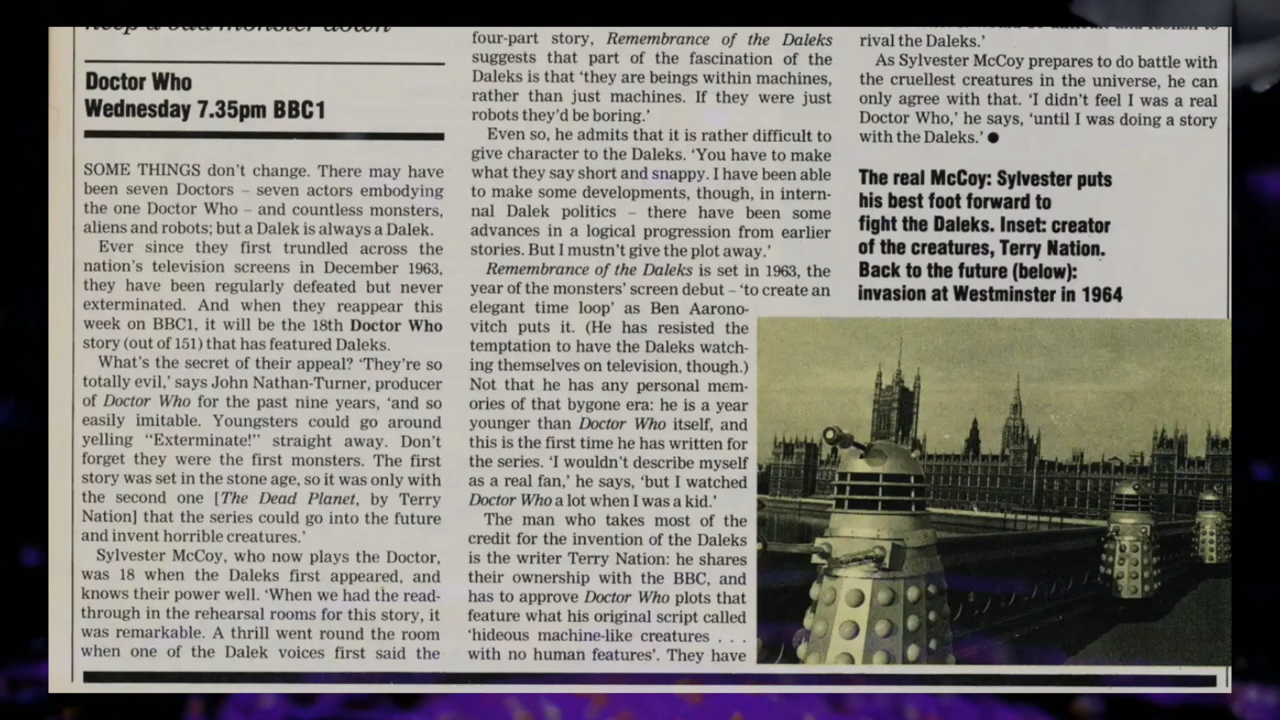 keep a bad monster down
Doctor Who
Wednesday 7.35pm BBC1
SOME THINGS don't change. There may have
been seven Doctors – seven actors embodying
the one Doctor Who – and countless monsters,
aliens and robots; but a Dalek is always a Dalek.
Ever since they first trundled across the
nation's television screens in December 1963,
they have been regularly defeated but never
exterminated. And when they reappear this
week on BBC1, it will be the 18th Doctor Who
story (out of 151) that has featured Daleks.
What's the secret of their appeal? 'They're so
totally evil,' says John Nathan-Turner, producer
of Doctor Who for the past nine years, 'and so
easily imitable. Youngsters could go around
yelling "Exterminate!" straight away. Don't
forget they were the first monsters. The first
story was set in the stone age, so it was only with
the second one [The Dead Planet, by Terry
Nation] that the series could go into the future
and invent horrible creatures.'
Sylvester McCoy, who now plays the Doctor,
was 18 when the Daleks first appeared, and
knows their power well. 'When we had the read-
through in the rehearsal rooms for this story, it
was remarkable. A thrill went round the room
when one of the Dalek voices first said the
four-part story, Remembrance of the Daleks
suggests that part of the fascination of the
Daleks is that 'they are beings within machines,
rather than just machines. If they were just
robots they'd be boring.'
Even so, he admits that it is rather difficult to
give character to the Daleks. 'You have to make
what they say short and snappy. I have been able
to make some developments, though, in intern-
nal Dalek politics – there have been some
advances in a logical progression from earlier
stories. But I mustn't give the plot away.'
Remembrance of the Daleks is set in 1963, the
year of the monsters' screen debut – 'to create an
elegant time loop' as Ben Aarono-
vitch puts it. (He has resisted the
temptation to have the Daleks watch-
ing themselves on television, though.)
Not that he has any personal mem-
ories of that bygone era: he is a year
younger than Doctor Who itself, and
this is the first time he has written for
the series. 'I wouldn't describe myself
as a real fan,' he says, 'but I watched
Doctor Who a lot when I was a kid.'
The man who takes most of the
credit for the invention of the Daleks
is the writer Terry Nation: he shares
their ownership with the BBC, and
has to approve Doctor Who plots that
feature what his original script called
'hideous machine-like creatures . . .
with no human features'. They have
rival the Daleks.'
As Sylvester McCoy prepares to do battle with
the cruellest creatures in the universe, he can
only agree with that. 'I didn't feel I was a real
Doctor Who,' he says, 'until I was doing a story
with the Daleks.' ●
The real McCoy: Sylvester puts
his best foot forward to
fight the Daleks. Inset: creator
of the creatures, Terry Nation.
Back to the future (below):
invasion at Westminster in 1964